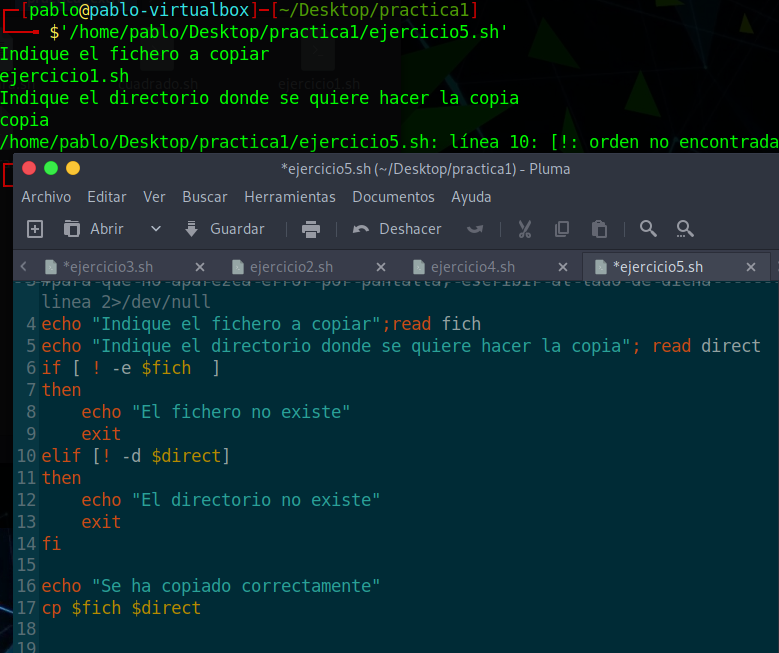 [pablo@pablo-virtualbox]─[~/Desktop/practica1]
$'/home/pablo/Desktop/practica1/ejercicio5.sh'
Indique el fichero a copiar
ejercicio1.sh
Indique el directorio donde se quiere hacer la copia
copia
/home/pablo/Desktop/practica1/ejercicio5.sh: línea 10: [!: orden no encontrada
*ejercicio5.sh (~/Desktop/practica1) - Pluma
Archivo Editar Ver Buscar Herramientas Documentos Ayuda
Abrir Guardar Deshacer
*ejercicio3.sh × ejercicio2.sh × ejercicio4.sh × *ejercicio5.sh ×
3 #para que no aparezca error por pantalla, escribir al lado de dicha
linea 2>/dev/null
4 echo "Indique el fichero a copiar";read fich
5 echo "Indique el directorio donde se quiere hacer la copia"; read direct
6 if [ ! -e $fich  ]
7 then
8     echo "El fichero no existe"
9     exit
10 elif [! -d $direct]
11 then
12     echo "El directorio no existe"
13     exit
14 fi
15
16 echo "Se ha copiado correctamente"
17 cp $fich $direct
18
19